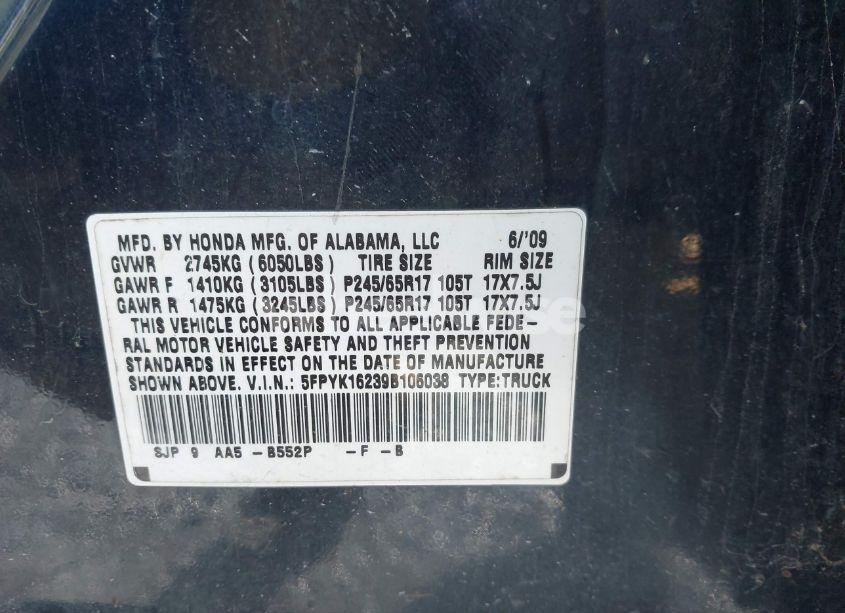 MFD. BY HONDA MFG. OF ALABAMA, LLC 6/'09
GVWR 2745KG (6050LBS) TIRE SIZE RIM SIZE
GAWR F 1410KG (3105LBS) P245/65R17 105T 17X7.5J
GAWR R 1475KG (3245LBS) P245/65R17 105T 17X7.5J
THIS VEHICLE CONFORMS TO ALL APPLICABLE FEDE-
RAL MOTOR VEHICLE SAFETY AND THEFT PREVENTION
STANDARDS IN EFFECT ON THE DATE OF MANUFACTURE
SHOWN ABOVE. V.I.N.: 5FPYK16239B106038 TYPE:TRUCK
SJP 9 AA5 -B552P -F -B